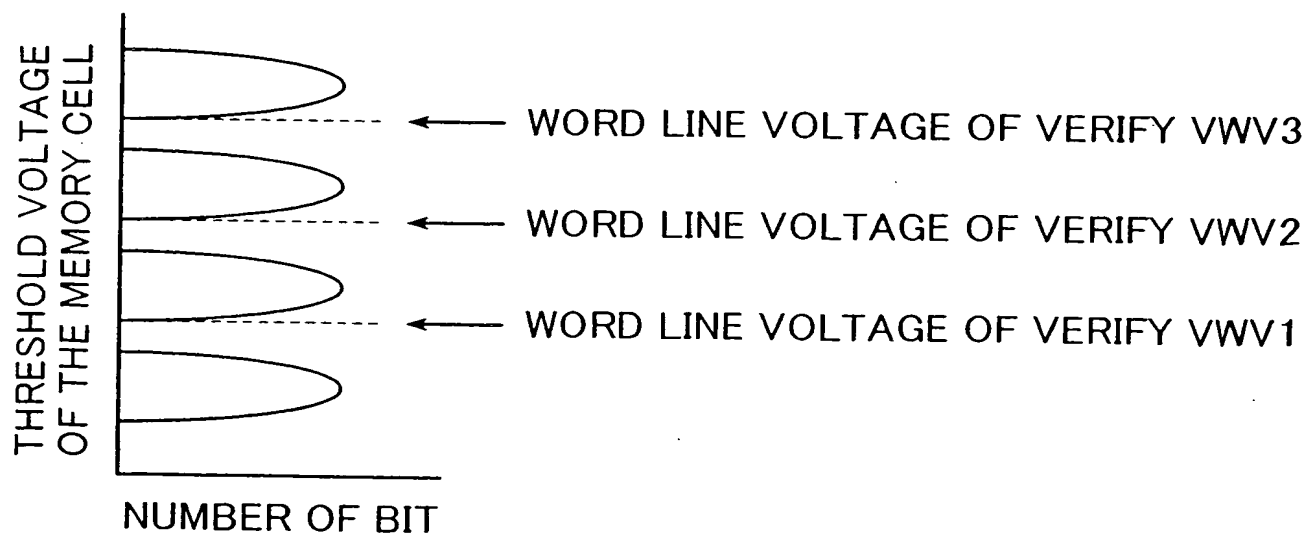 THRESHOLD VOLTAGE
OF THE MEMORY CELL
WORD LINE VOLTAGE OF VERIFY VWV3
WORD LINE VOLTAGE OF VERIFY VWV2
WORD LINE VOLTAGE OF VERIFY VWV1
NUMBER OF BIT